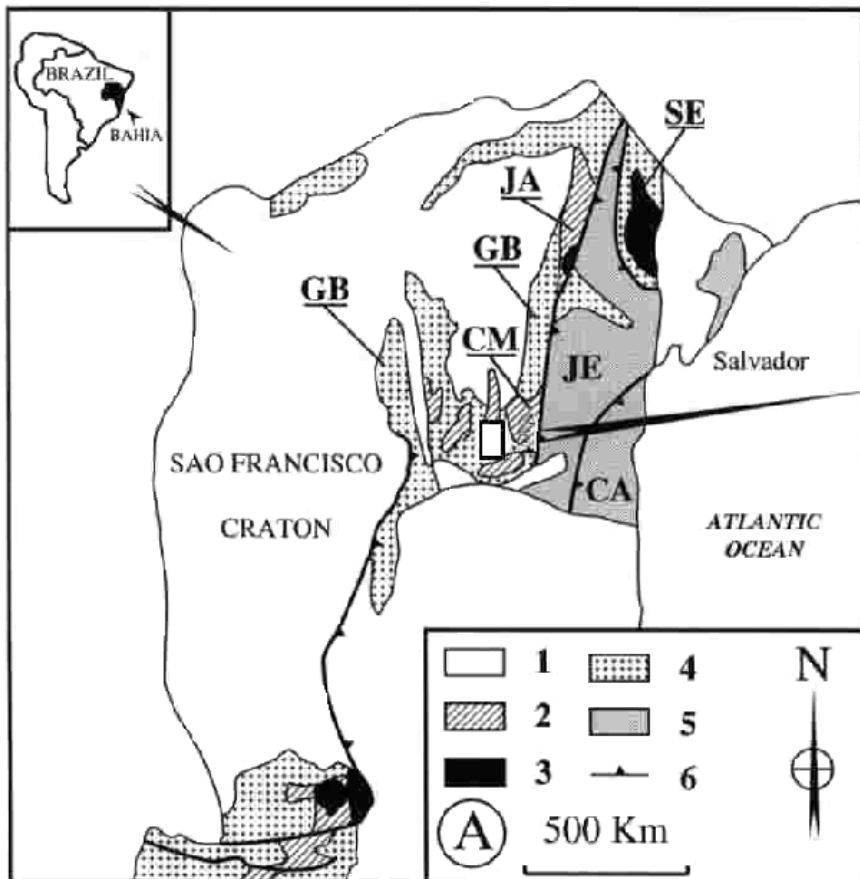 BRAZIL
BAHIA
SE
JA
GB
GB
CM
JE
Salvador
SAO FRANCISCO
CRATON
CA
ATLANTIC
OCEAN
1
4
2
5
3
6
N
A
500 Km